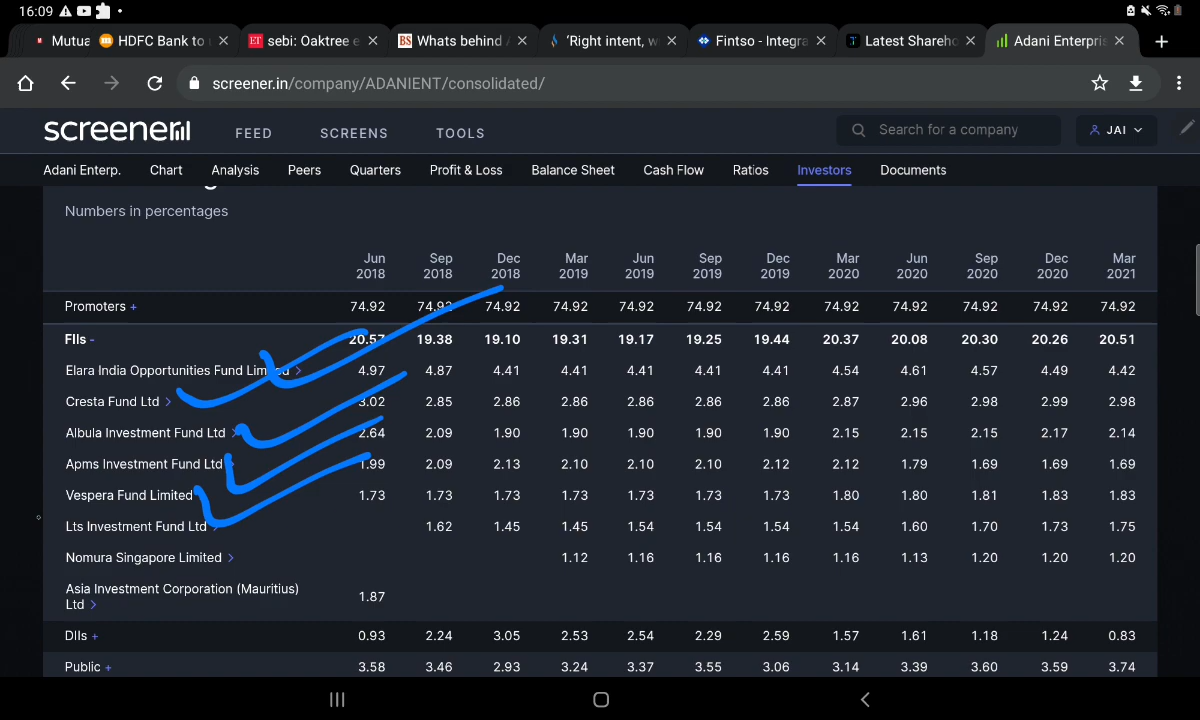 16:09
Mutua HDFC Bank to u sebi: Oaktree e BS Whats behind A 'Right intent, w Fintso - Integra Latest Shareho Adani Enterpris
screener.in/company/ADANIENT/consolidated/
screener FEED SCREENS TOOLS Search for a company JAI
Adani Enterp. Chart Analysis Peers Quarters Profit & Loss Balance Sheet Cash Flow Ratios Investors Documents
Numbers in percentages
Jun 2018 Sep 2018 Dec 2018 Mar 2019 Jun 2019 Sep 2019 Dec 2019 Mar 2020 Jun 2020 Sep 2020 Dec 2020 Mar 2021
Promoters + 74.92 74.92 74.92 74.92 74.92 74.92 74.92 74.92 74.92 74.92 74.92 74.92
FIIs - 20.57 19.38 19.10 19.31 19.17 19.25 19.44 20.37 20.08 20.30 20.26 20.51
Elara India Opportunities Fund Limited > 4.97 4.87 4.41 4.41 4.41 4.41 4.41 4.54 4.61 4.57 4.49 4.42
Cresta Fund Ltd > 3.02 2.85 2.86 2.86 2.86 2.86 2.86 2.87 2.96 2.98 2.99 2.98
Albula Investment Fund Ltd > 2.64 2.09 1.90 1.90 1.90 1.90 1.90 2.15 2.15 2.15 2.17 2.14
Apms Investment Fund Ltd 1.99 2.09 2.13 2.10 2.10 2.10 2.12 2.12 1.79 1.69 1.69 1.69
Vespera Fund Limited 1.73 1.73 1.73 1.73 1.73 1.73 1.73 1.80 1.80 1.81 1.83 1.83
Lts Investment Fund Ltd > 1.62 1.45 1.45 1.54 1.54 1.54 1.54 1.60 1.70 1.73 1.75
Nomura Singapore Limited > 1.12 1.16 1.16 1.16 1.16 1.13 1.20 1.20 1.20
Asia Investment Corporation (Mauritius)
Ltd > 1.87
DIIs + 0.93 2.24 3.05 2.53 2.54 2.29 2.59 1.57 1.61 1.18 1.24 0.83
Public + 3.58 3.46 2.93 3.24 3.37 3.55 3.06 3.14 3.39 3.60 3.59 3.74